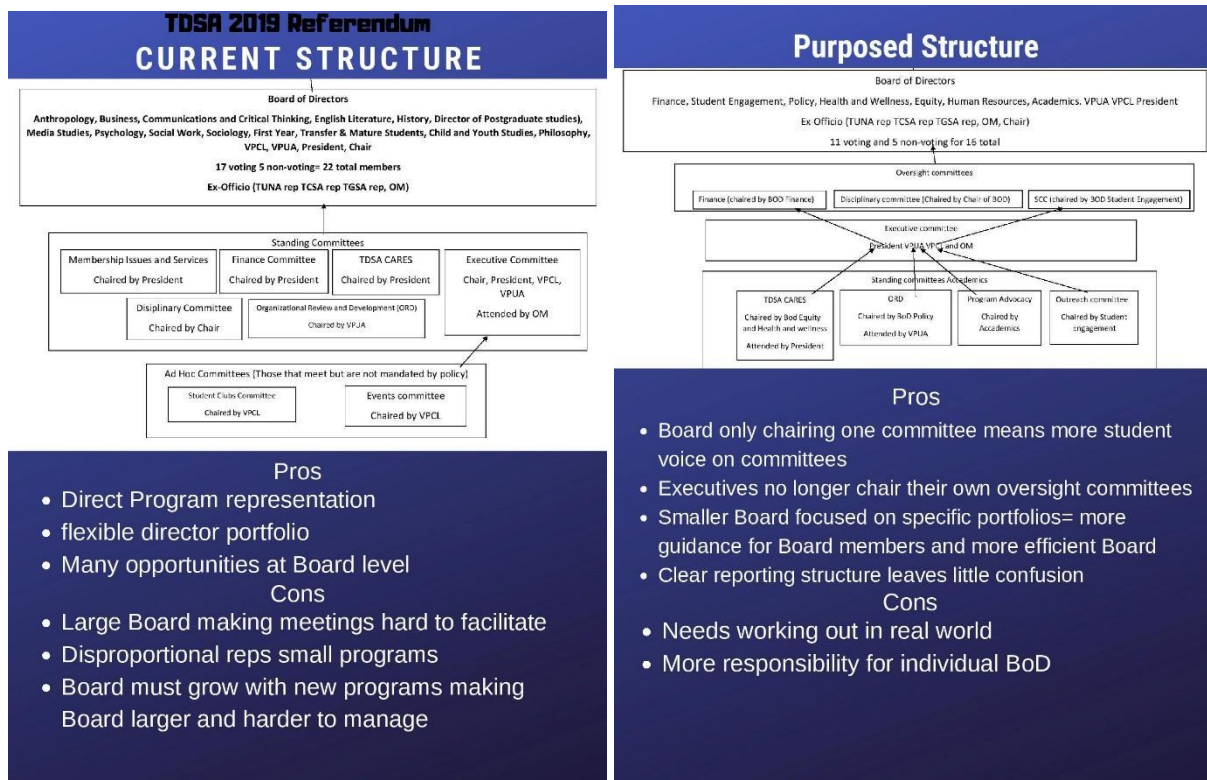 TDSA 2019 Referendum
CURRENT STRUCTURE
Board of Directors
Anthropology, Business, Communications and Critical Thinking, English Literature, History, Director of Postgraduate studies),
Media Studies, Psychology, Social Work, Sociology, First Year, Transfer & Mature Students, Child and Youth Studies, Philosophy,
VPCL, VPUA, President, Chair
17 voting 5 non-voting= 22 total members
Ex-Officio (TUNA rep TCSA rep TGSA rep, OM)
Standing Committees
Membership Issues and Services
Chaired by President
Finance Committee
Chaired by President
TDSA CARES
Chaired by President
Executive Committee
Chair, President, VPCL,
VPUA
Attended by OM
Disiplinary Committee
Chaired by Chair
Organizational Review and Development (ORD)
Chaired by VPUA
Ad Hoc Committees (Those that meet but are not mandated by policy)
Student Clubs Committee
Chaired by VPCL
Events committee
Chaired by VPCL
Pros
• Direct Program representation
• flexible director portfolio
• Many opportunities at Board level
Cons
• Large Board making meetings hard to facilitate
• Disproportional reps small programs
• Board must grow with new programs making
Board larger and harder to manage
Purposed Structure
Board of Directors
Finance, Student Engagement, Policy, Health and Wellness, Equity, Human Resources, Academics. VPUA VPCL President
Ex Officio (TUNA rep TCSA rep TGSA rep, OM, Chair)
11 voting and 5 non-voting for 16 total
Oversight committees
Finance (chaired by BOD Finance)
Disciplinary committee (Chaired by Chair of BOD)
SCC (chaired by BOD Student Engagement)
Executive committee
President VPUA VPCL and OM
Standing committees Accademics
TDSA CARES
Chaired by Bod Equity
and Health and wellness
Attended by President
ORD
Chaired by BoD Policy
Attended by VPUA
Program Advocacy
Chaired by
Accademics
Outreach committee
Chaired by Student
Engagement
Pros
• Board only chairing one committee means more student
voice on committees
• Executives no longer chair their own oversight committees
• Smaller Board focused on specific portfolios= more
guidance for Board members and more efficient Board
• Clear reporting structure leaves little confusion
Cons
• Needs working out in real world
• More responsibility for individual BoD